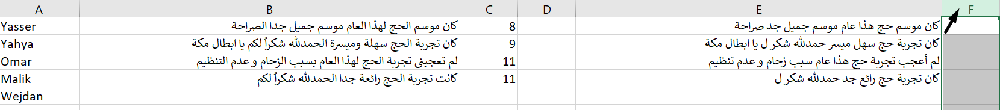 A B C D E F
Yasser كان موسم الحج لهذا العام موسم جميل جدا الصراحة 8 كان موسم حج هذا عام موسم جميل جد صراحة
Yahya كان تجربة الحج سهلة وميسرة الحمدلله شكراً لكم يا ابطال مكة 9 كان تجربة حج سهل ميسر حمدلله شكر ل يا ابطال مكة
Omar لم تعجبني تجربة الحج لهذا العام بسبب الزحام و عدم التنظيم 11 لم أعجب تجربة حج هذا عام سبب زحام و عدم تنظيم
Malik كانت تجربة الحج رائعة جدا الحمدلله شكراً لكم 11 كان تجربة حج رائع جد حمدلله شكر ل
Wejdan